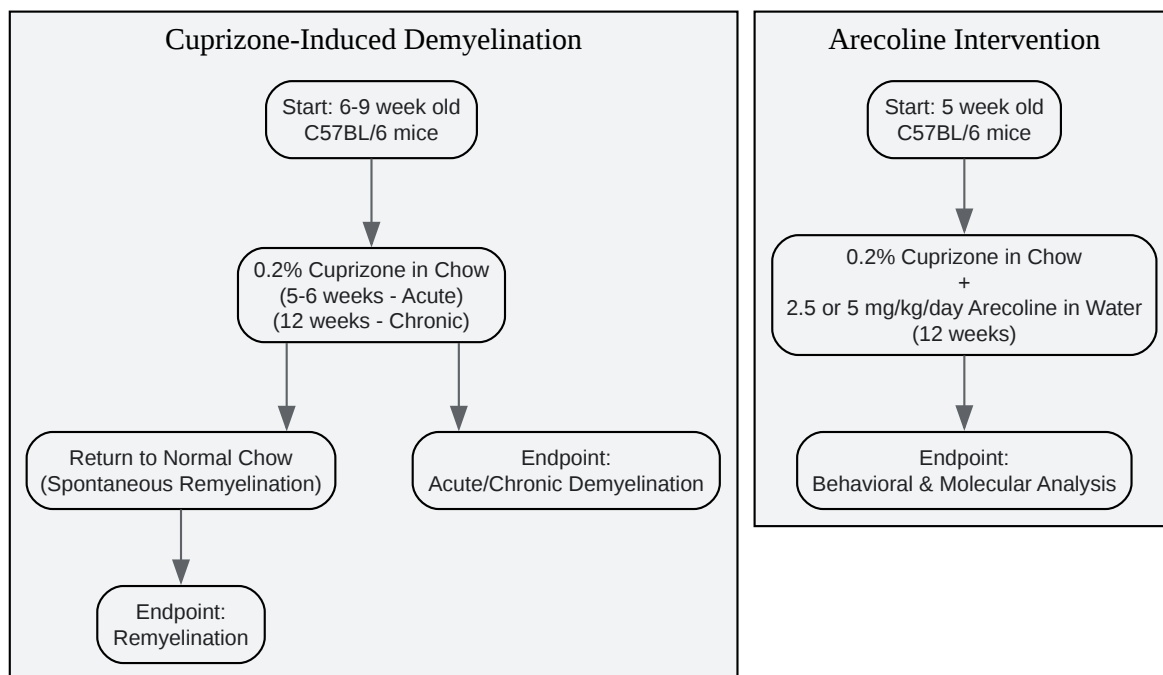 Cuprizone-Induced Demyelination
Start: 6-9 week old
C57BL/6 mice
0.2% Cuprizone in Chow
(5-6 weeks - Acute)
(12 weeks - Chronic)
Return to Normal Chow
(Spontaneous Remyelination)
Endpoint:
Acute/Chronic Demyelination
Endpoint:
Remyelination
Arecoline Intervention
Start: 5 week old
C57BL/6 mice
0.2% Cuprizone in Chow
+
2.5 or 5 mg/kg/day Arecoline in Water
(12 weeks)
Endpoint:
Behavioral & Molecular Analysis